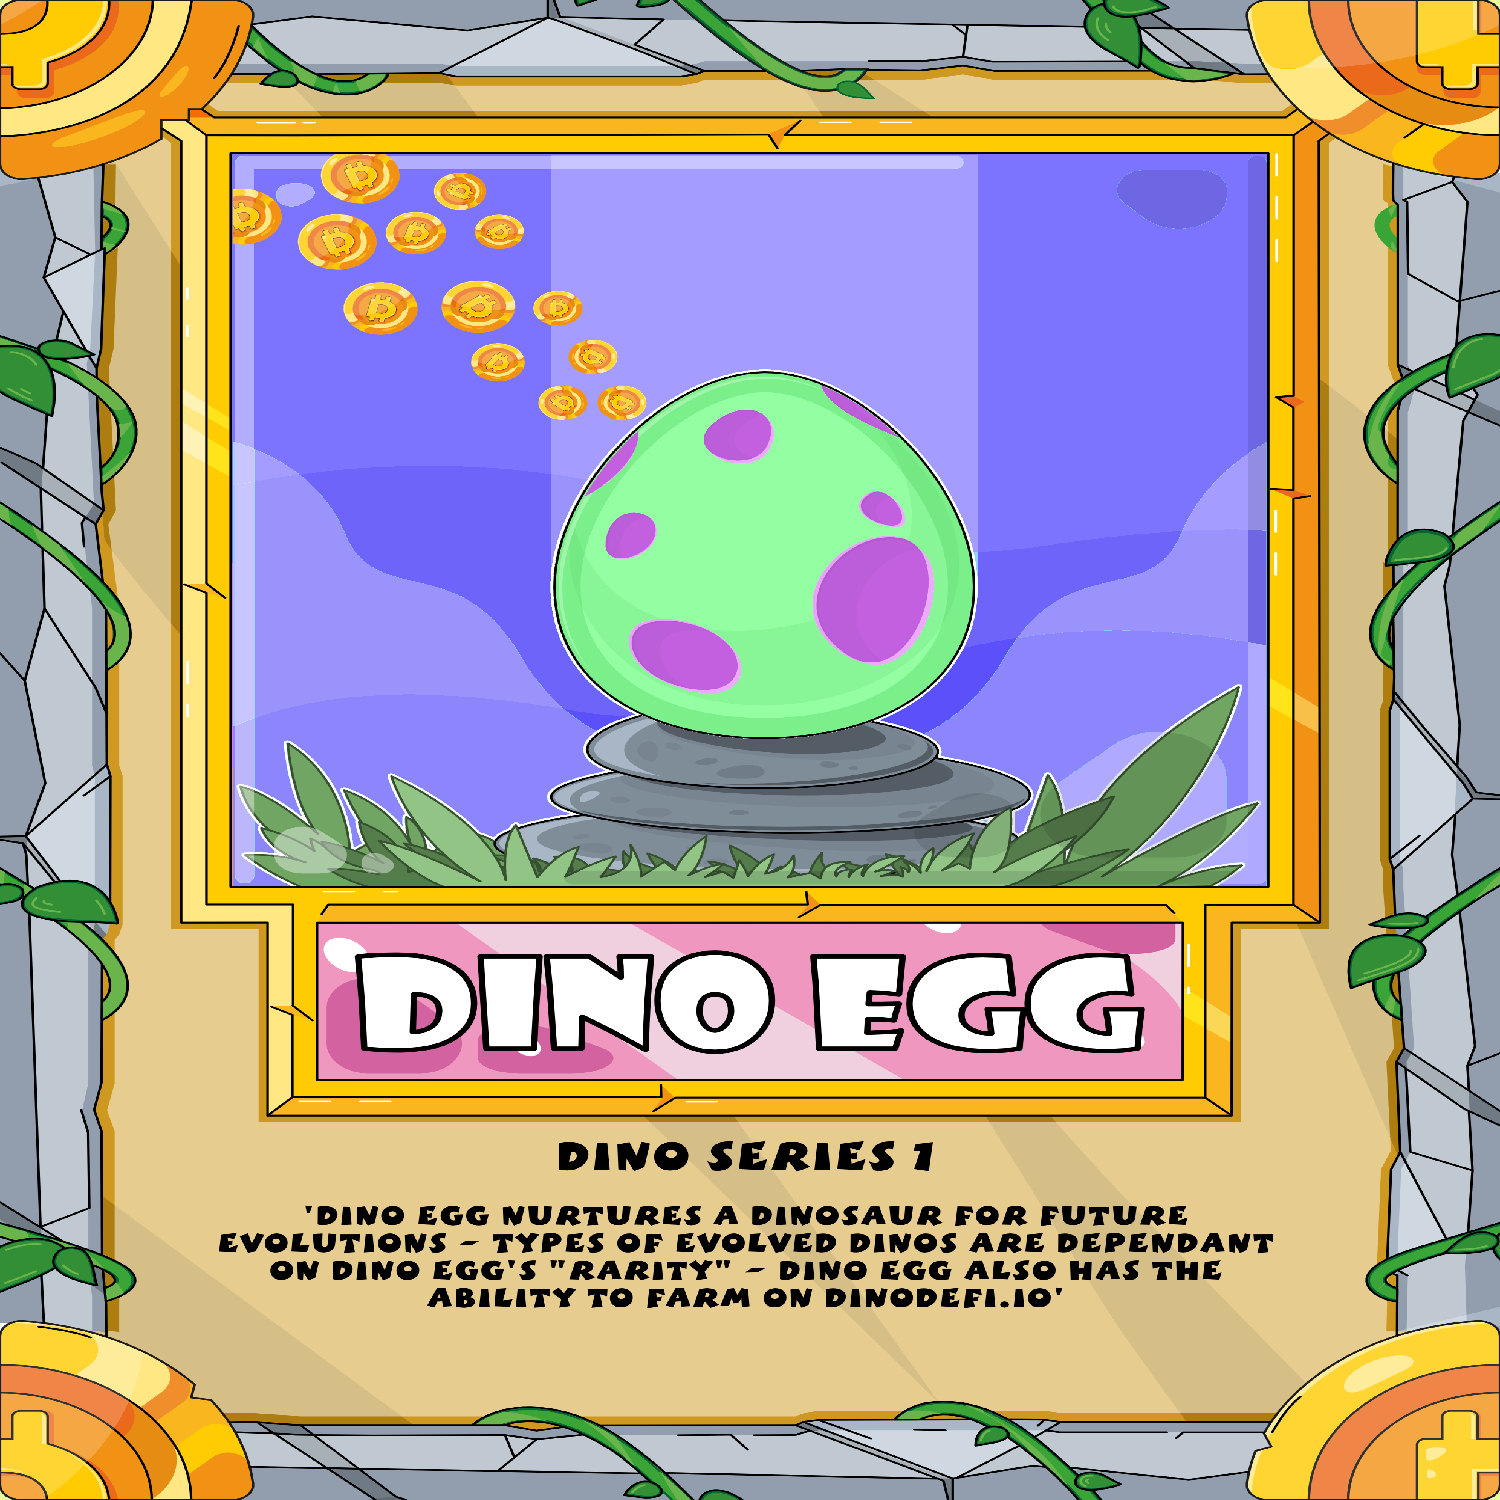 DINO EGG
DINO SERIES 1
'DINO EGG NURTURES A DINOSAUR FOR FUTURE
EVOLUTIONS - TYPES OF EVOLVED DINOS ARE DEPENDANT
ON DINO EGG'S "RARITY" - DINO EGG ALSO HAS THE
ABILITY TO FARM ON DINODEFI.IO'